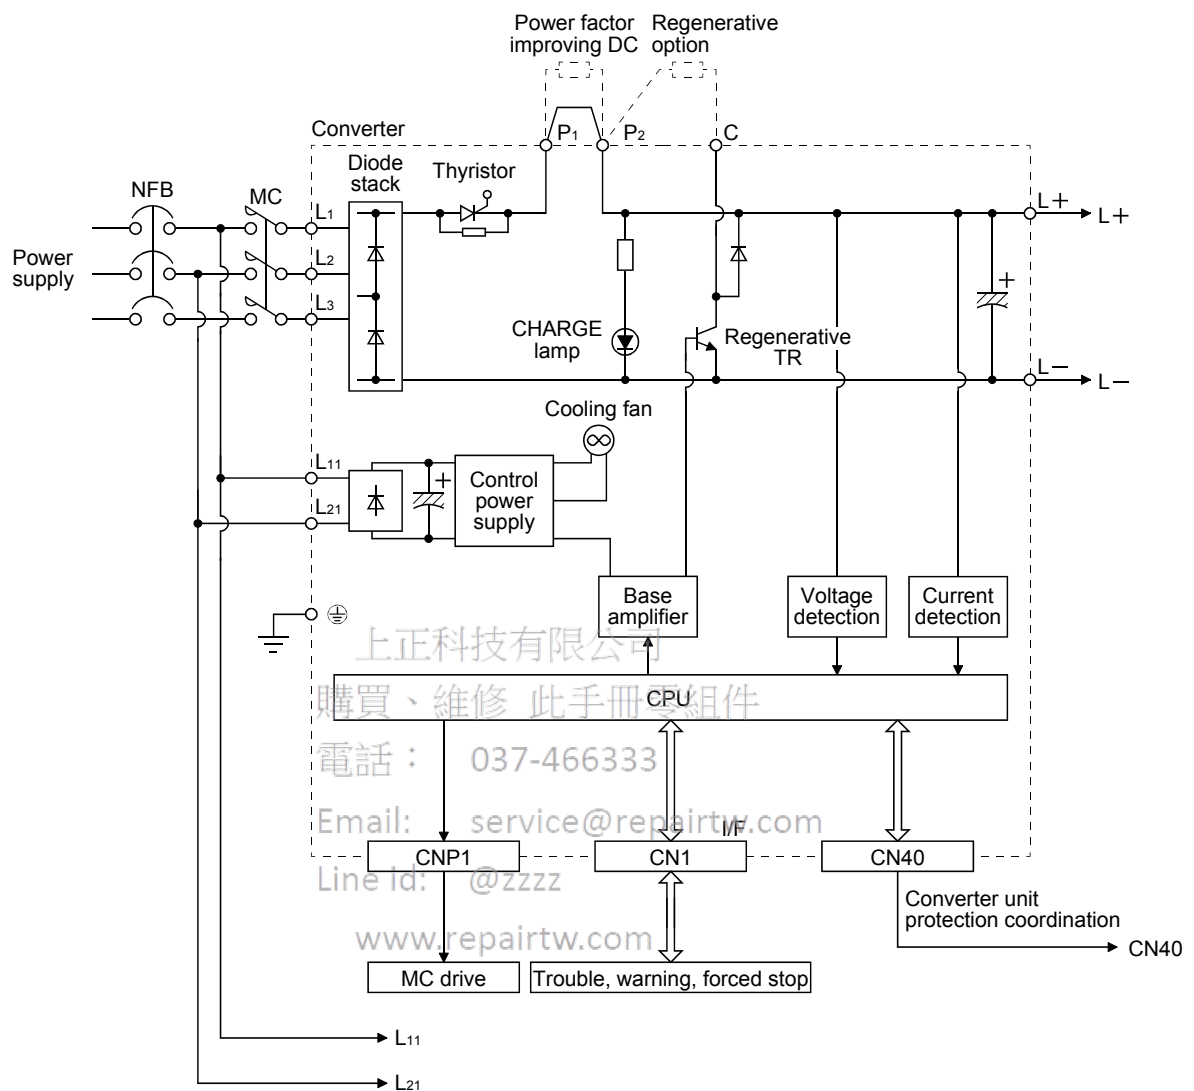 Power factor
improving DC
Regenerative
option
Converter
P1
P2
C
Diode
stack
Thyristor
NFB
MC
L1
L+
L+
Power
supply
L2
L3
CHARGE
lamp
Regenerative
TR
L−
L−
Cooling fan
L11
Control
power
supply
L21
Base
amplifier
Voltage
detection
Current
detection
上正科技有限公司
CPU
購買、維修 此手冊零組件
電話: 037-466333
Email: service@repairtw.com
I/F
CNP1
CN1
CN40
Line Id: @zzzz
Converter unit
protection coordination
www.repairtw.com
CN40
MC drive
Trouble, warning, forced stop
L11
L21